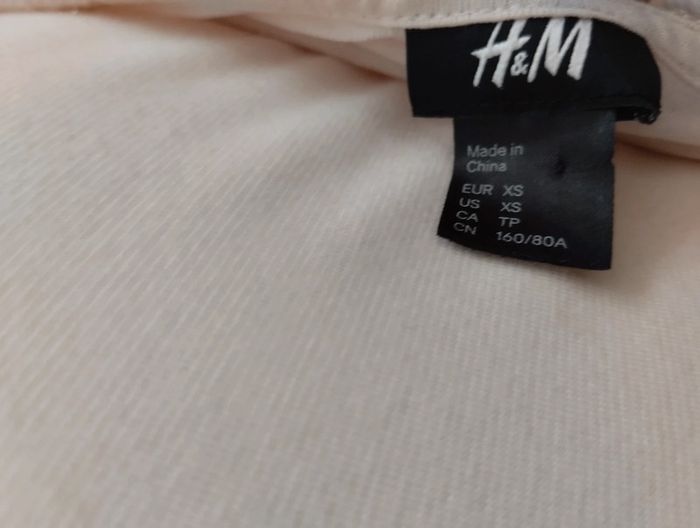 H&M
Made in
China
EUR XS
US XS
CA TP
CN 160/80A